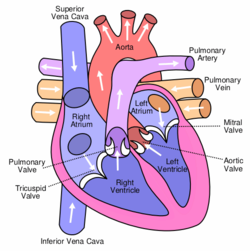 Superior
Vena Cava
Aorta
Pulmonary
Artery
Pulmonary
Vein
Left
Atrium
Right
Atrium
Mitral
Valve
Pulmonary
Valve
Left
Ventricle
Aortic
Valve
Tricuspid
Valve
Right
Ventricle
Inferior Vena Cava